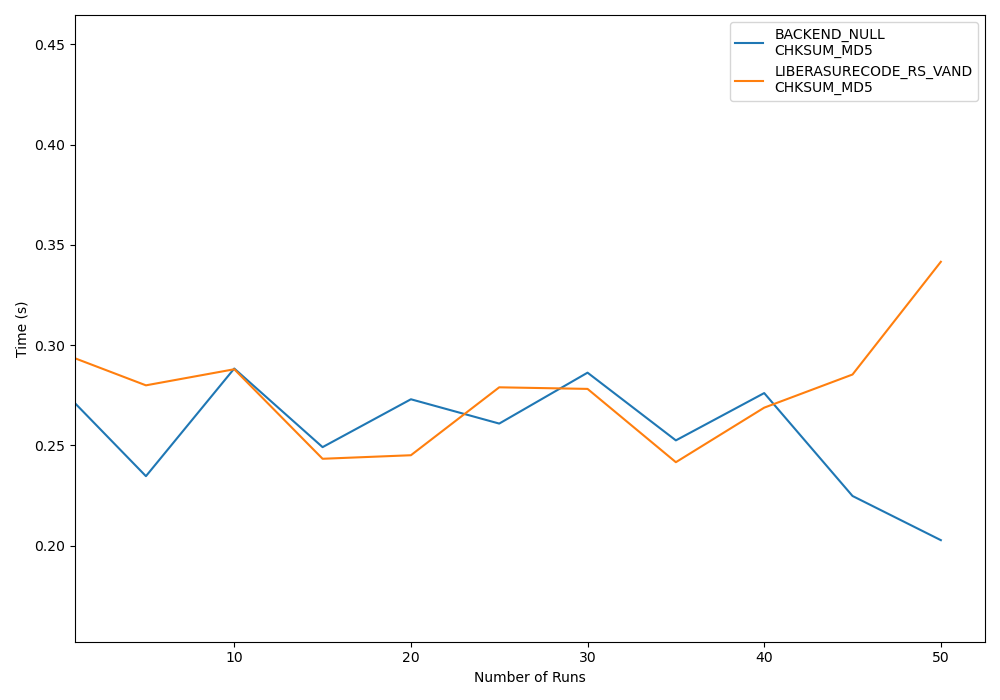 BACKEND_NULL
CHKSUM_MD5
LIBERASURECODE_RS_VAND
CHKSUM_MD5
0.45
0.40
0.35
0.30
0.25
0.20
Time (s)
10
20
30
40
50
Number of Runs